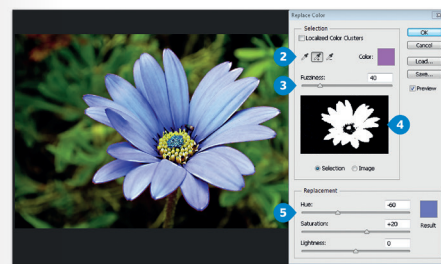 Replace Color
Selection
Localized Color Clusters
OK
Cancel
Load...
Save...
Preview
2
Color:
3
Fuzziness: 40
4
Selection Image
Replacement
5
Hue: -60
Saturation: +20
Lightness: 0
Result